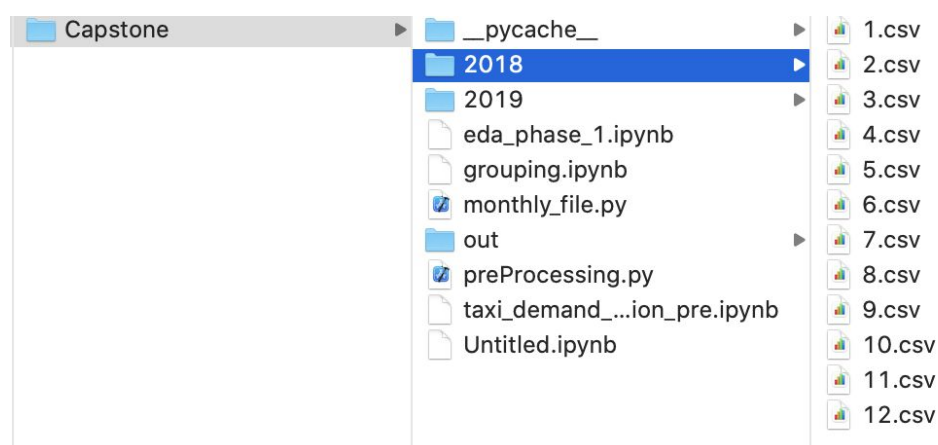 Capstone
__pycache__
2018
2019
eda_phase_1.ipynb
grouping.ipynb
monthly_file.py
out
preProcessing.py
taxi_demand_...ion_pre.ipynb
Untitled.ipynb
1.csv
2.csv
3.csv
4.csv
5.csv
6.csv
7.csv
8.csv
9.csv
10.csv
11.csv
12.csv